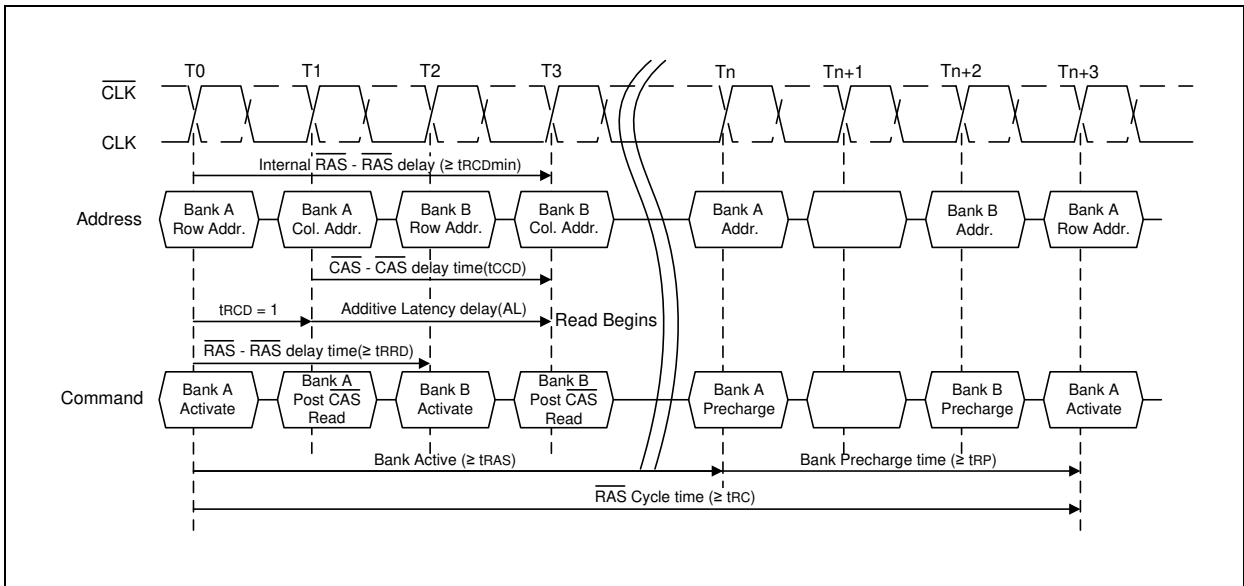 T0 T1 T2 T3 Tn Tn+1 Tn+2 Tn+3
CLK
CLK
Internal RAS - RAS delay (≥ tRCDmin)
Address
Bank A
Row Addr.
Bank A
Col. Addr.
Bank B
Row Addr.
Bank B
Col. Addr.
Bank A
Addr.
Bank B
Addr.
Bank A
Row Addr.
CAS - CAS delay time(tCCD)
tRCD = 1
Additive Latency delay(AL)
Read Begins
RAS - RAS delay time(≥ tRRD)
Command
Bank A
Activate
Bank A
Post CAS
Read
Bank B
Activate
Bank B
Post CAS
Read
Bank A
Precharge
Bank B
Precharge
Bank A
Activate
Bank Active (≥ tRAS)
Bank Precharge time (≥ tRP)
RAS Cycle time (≥ tRC)